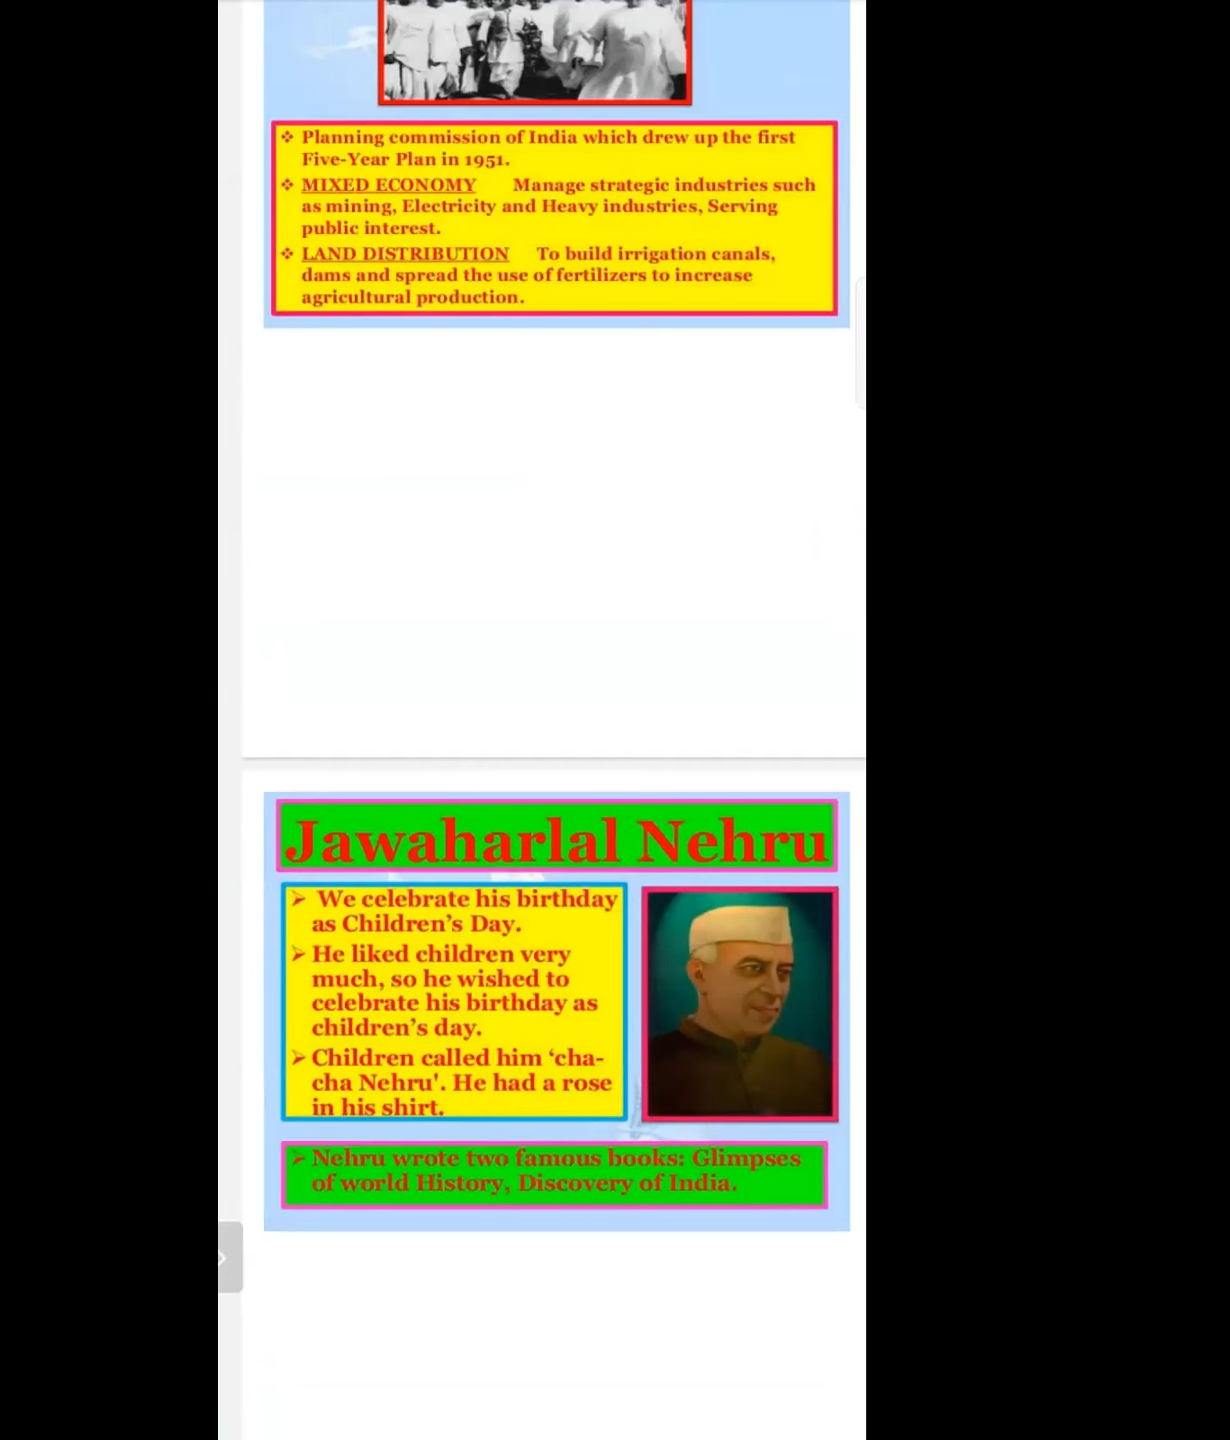 ❖ Planning commission of India which drew up the first
Five-Year Plan in 1951.
❖ MIXED ECONOMY Manage strategic industries such
as mining, Electricity and Heavy industries, Serving
public interest.
❖ LAND DISTRIBUTION To build irrigation canals,
dams and spread the use of fertilizers to increase
agricultural production.
Jawaharlal Nehru
➢ We celebrate his birthday
as Children’s Day.
➢ He liked children very
much, so he wished to
celebrate his birthday as
children’s day.
➢ Children called him ‘cha-
cha Nehru'. He had a rose
in his shirt.
➢ Nehru wrote two famous books: Glimpses
of world History, Discovery of India.